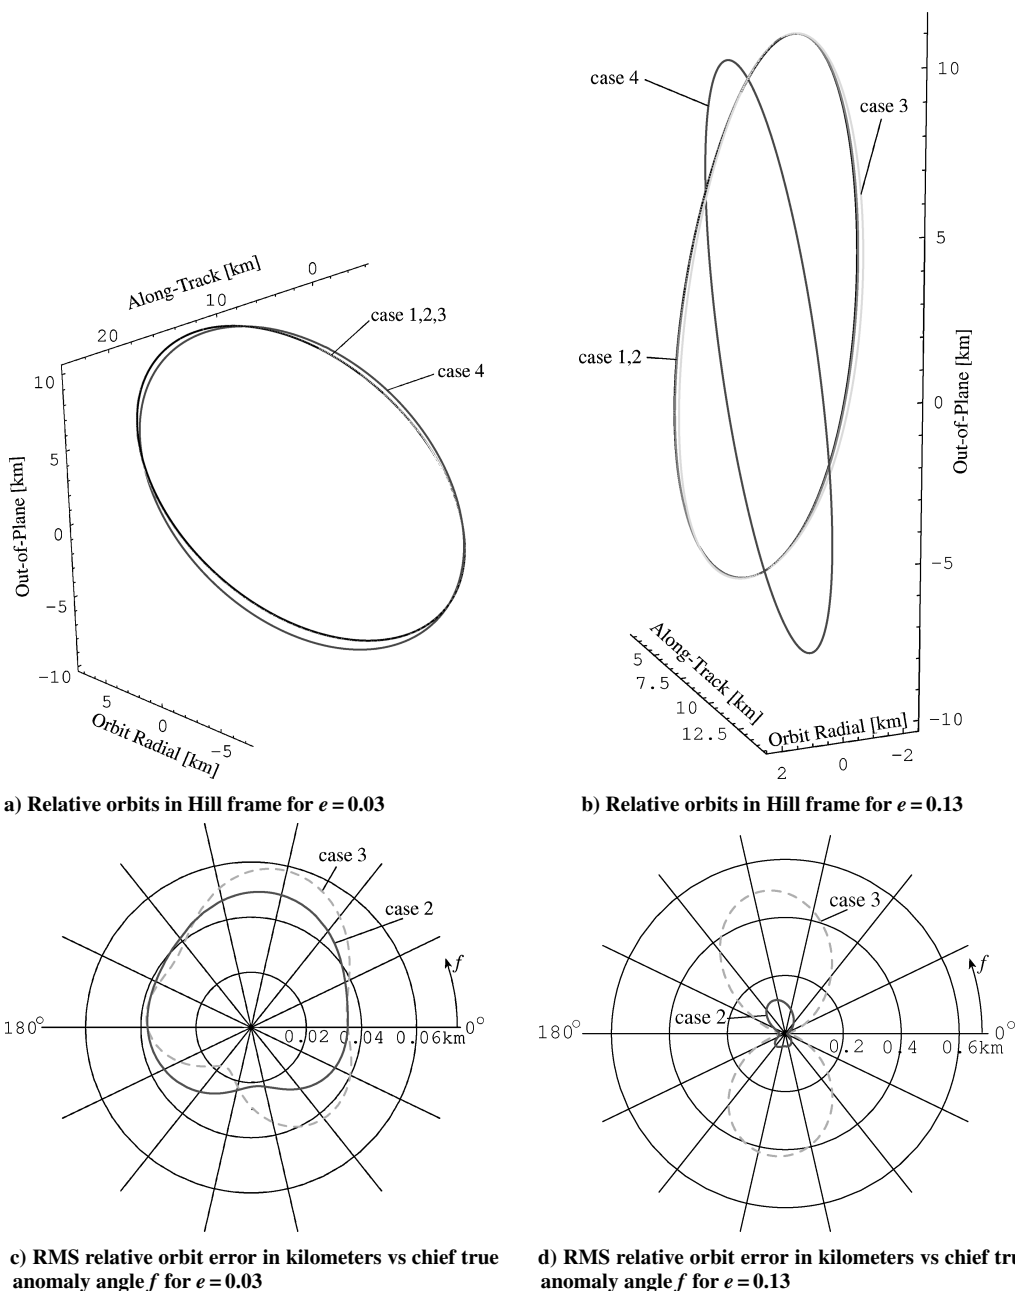 Along-Track [km]
0
10
20
case 1,2,3
case 4
10
5
0
−5
−10
Out-of-Plane [km]
5
0
−5
Orbit Radial [km]
a) Relative orbits in Hill frame for e = 0.03
case 4
case 3
case 1,2
10
5
0
−5
−10
Out-of-Plane [km]
Along-Track [km]
5
7.5
10
12.5
Orbit Radial [km]
2
0
−2
b) Relative orbits in Hill frame for e = 0.13
case 3
case 2
f
180°
0°
0.02 0.04 0.06km
c) RMS relative orbit error in kilometers vs chief true
anomaly angle f for e = 0.03
case 3
case 2
f
180°
0°
0.2 0.4 0.6km
d) RMS relative orbit error in kilometers vs chief tru
anomaly angle f for e = 0.13